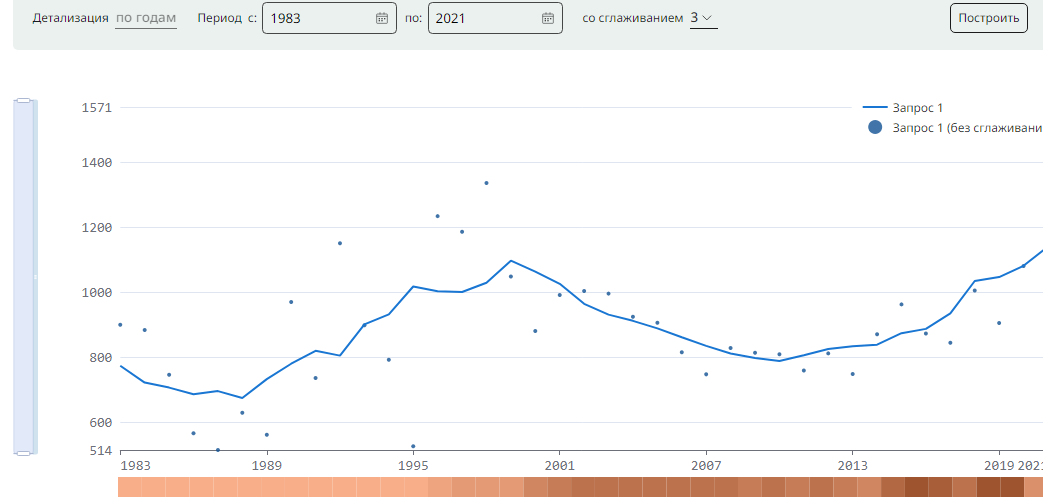 Детализация по годам Период с: 1983 по: 2021 со сглаживанием 3 Построить
1571
Запрос 1
Запрос 1 (без сглаживани
1400
1200
1000
800
600
514
1983 1989 1995 2001 2007 2013 2019 2021